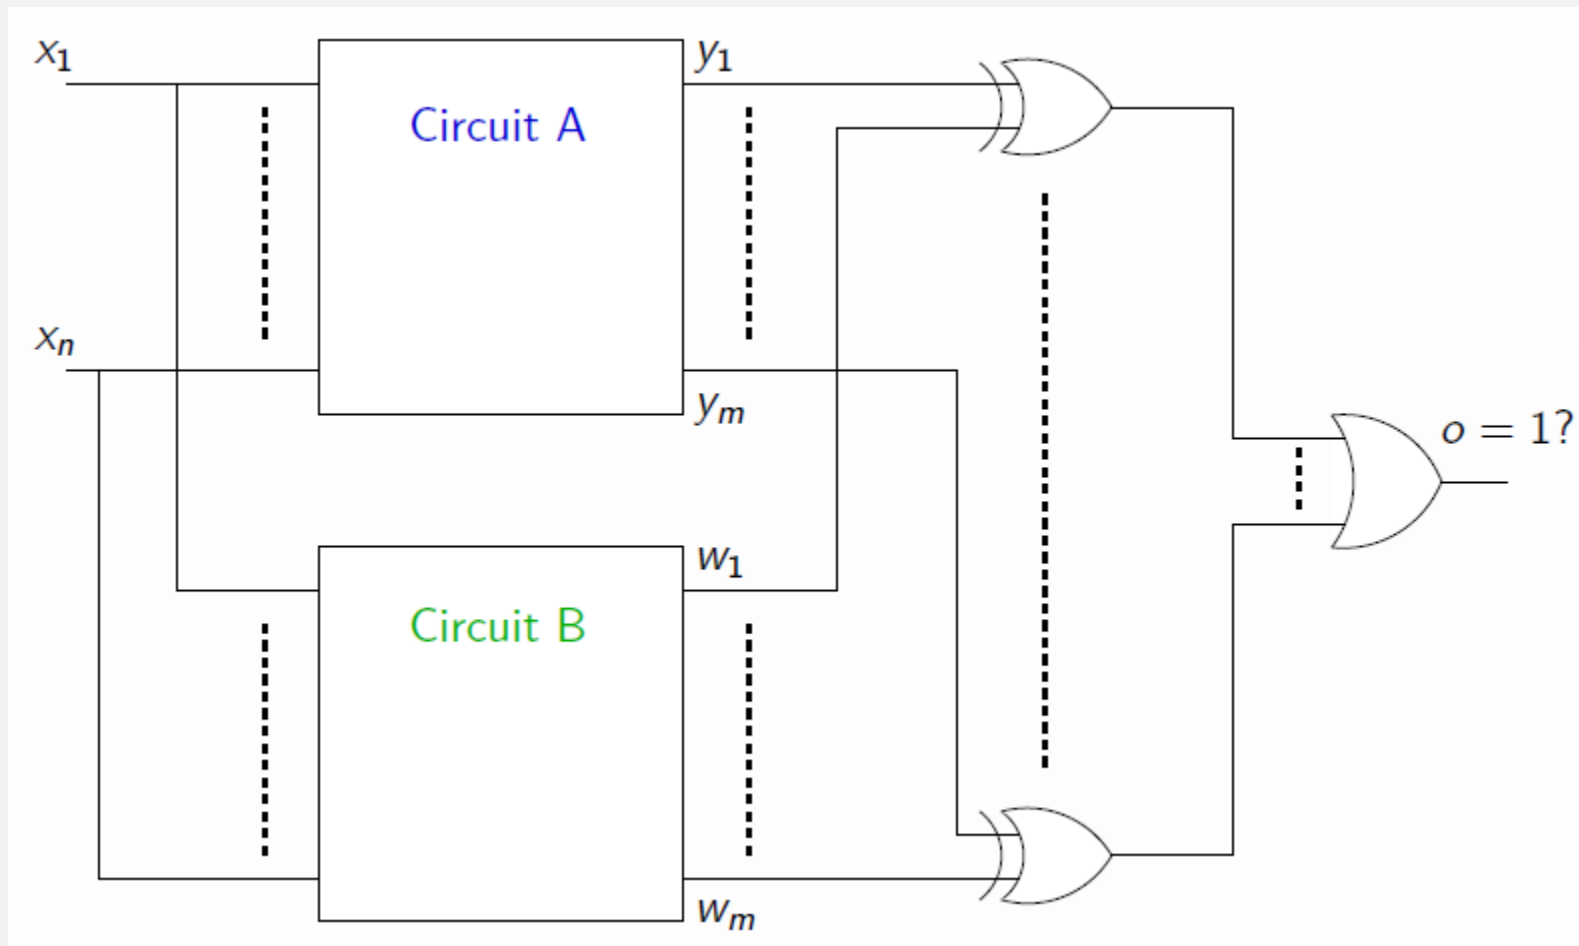 x₁
y₁
Circuit A
xₙ
yₘ
o = 1?
w₁
Circuit B
wₘ